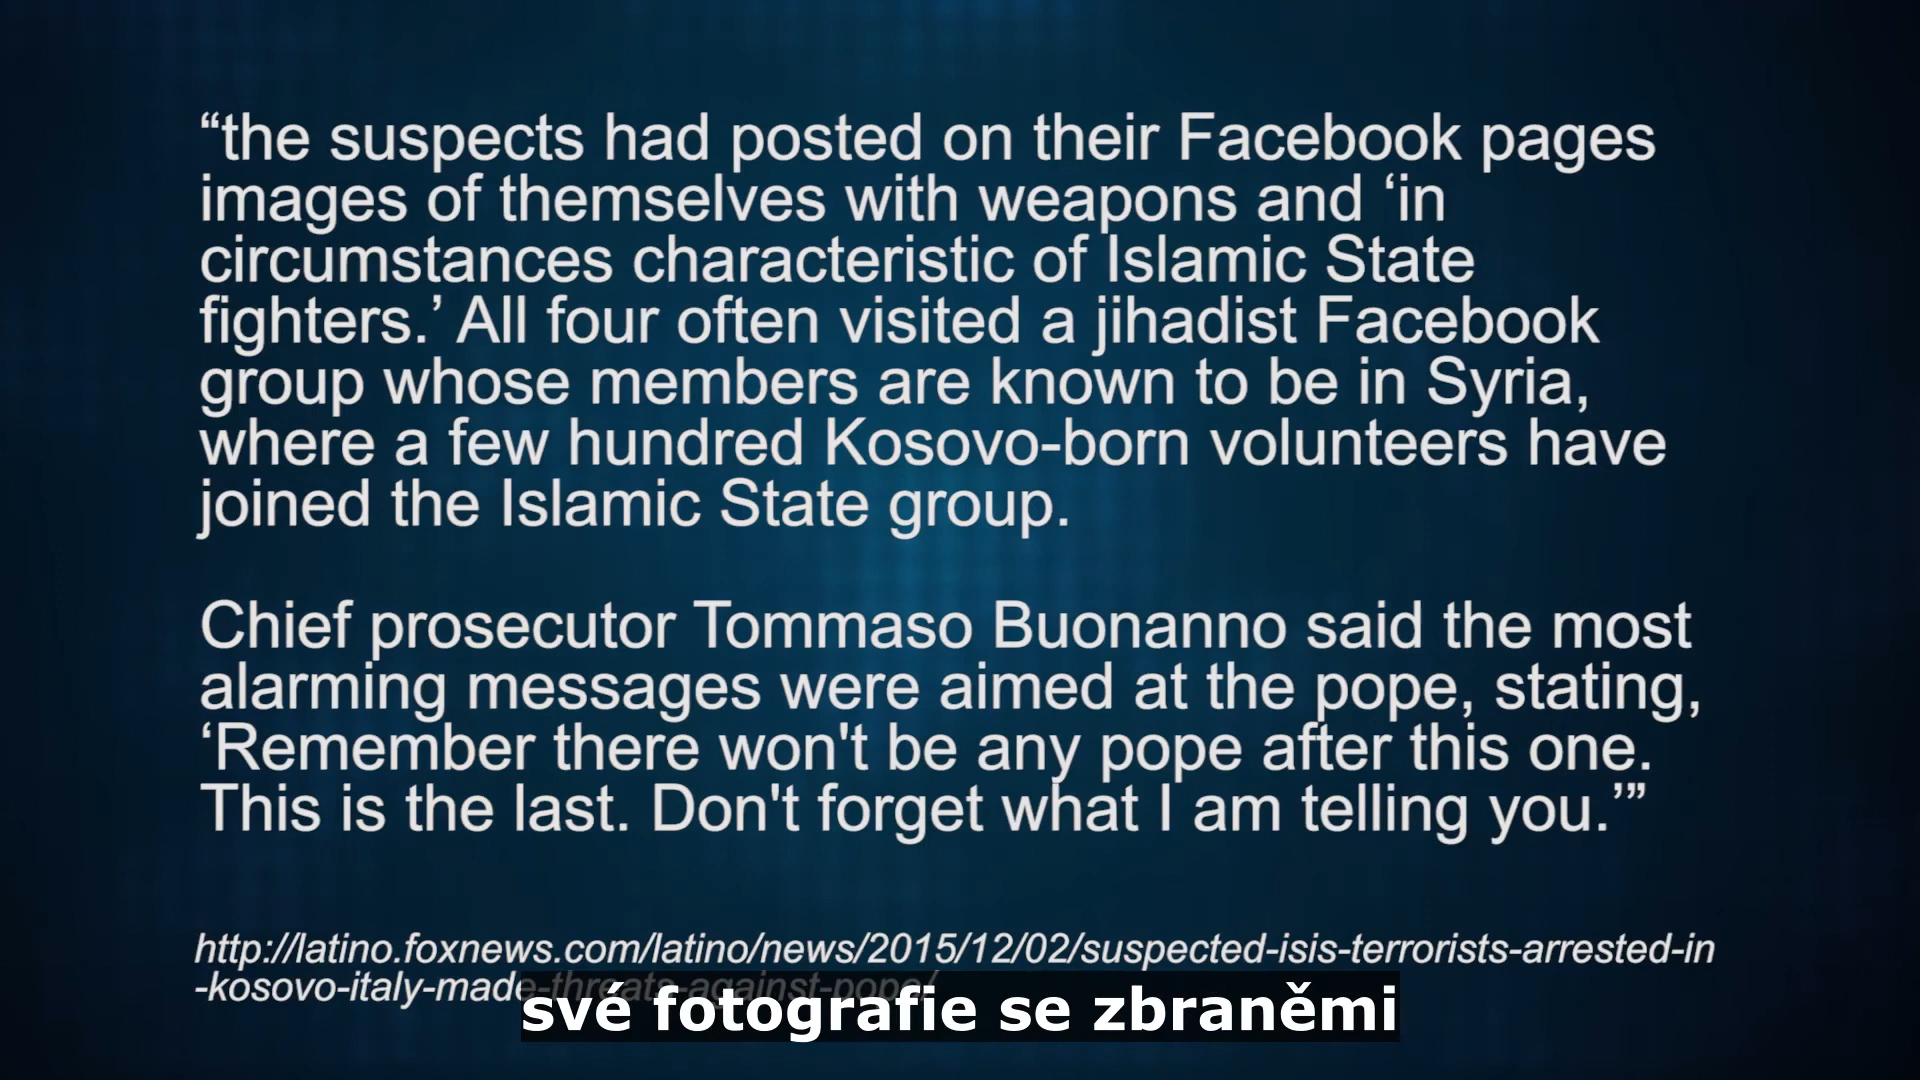 “the suspects had posted on their Facebook pages
images of themselves with weapons and ‘in
circumstances characteristic of Islamic State
fighters.’ All four often visited a jihadist Facebook
group whose members are known to be in Syria,
where a few hundred Kosovo-born volunteers have
joined the Islamic State group.
Chief prosecutor Tommaso Buonanno said the most
alarming messages were aimed at the pope, stating,
‘Remember there won't be any pope after this one.
This is the last. Don't forget what I am telling you.’”
http://latino.foxnews.com/latino/news/2015/12/02/suspected-isis-terrorists-arrested-in
-kosovo-italy-made-threats-against-pope/
své fotografie se zbraněmi